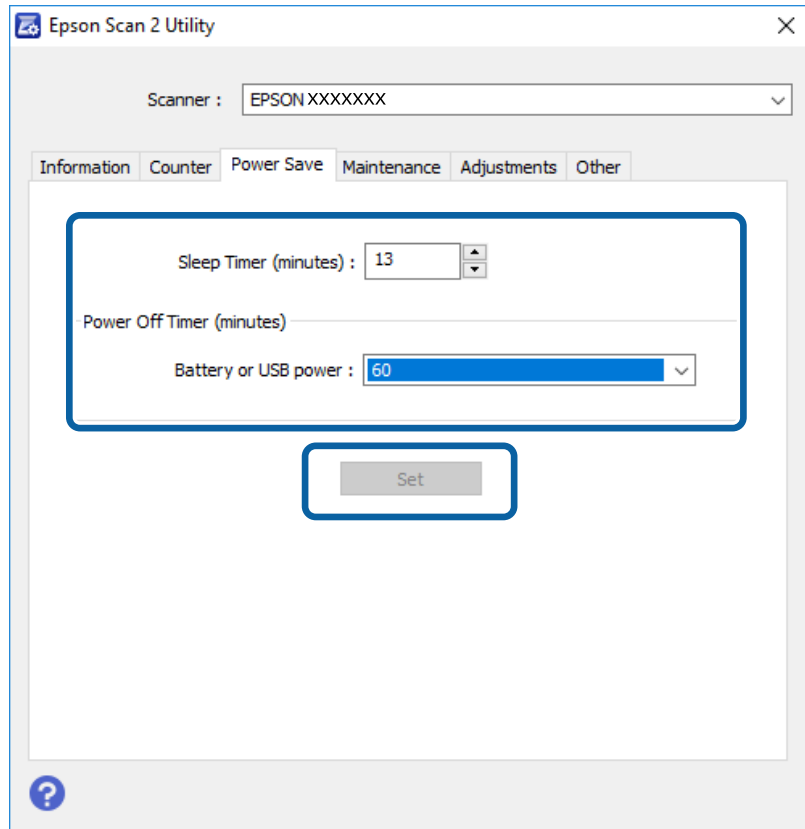 Epson Scan 2 Utility
Scanner : EPSON XXXXXXX
Information Counter Power Save Maintenance Adjustments Other
Sleep Timer (minutes) : 13
Power Off Timer (minutes)
Battery or USB power : 60
Set
?